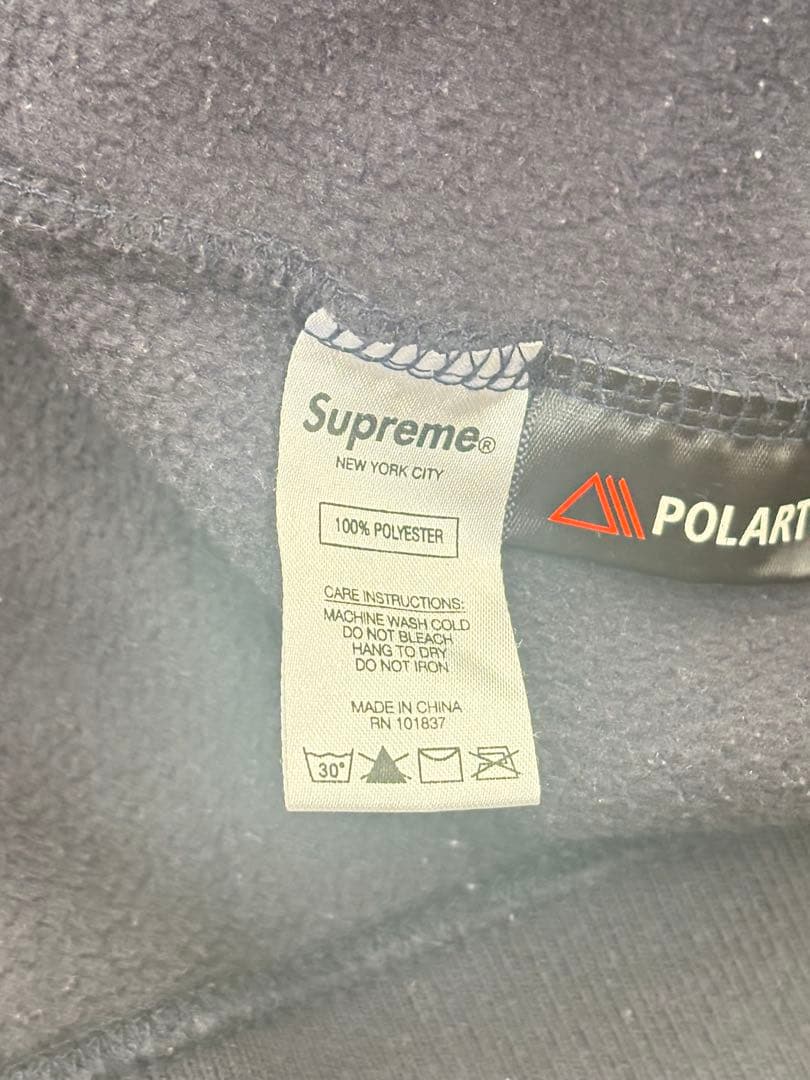 Supreme®
NEW YORK CITY
100% POLYESTER
CARE INSTRUCTIONS:
MACHINE WASH COLD
DO NOT BLEACH
HANG TO DRY
DO NOT IRON
MADE IN CHINA
RN 101837
30°
POLART